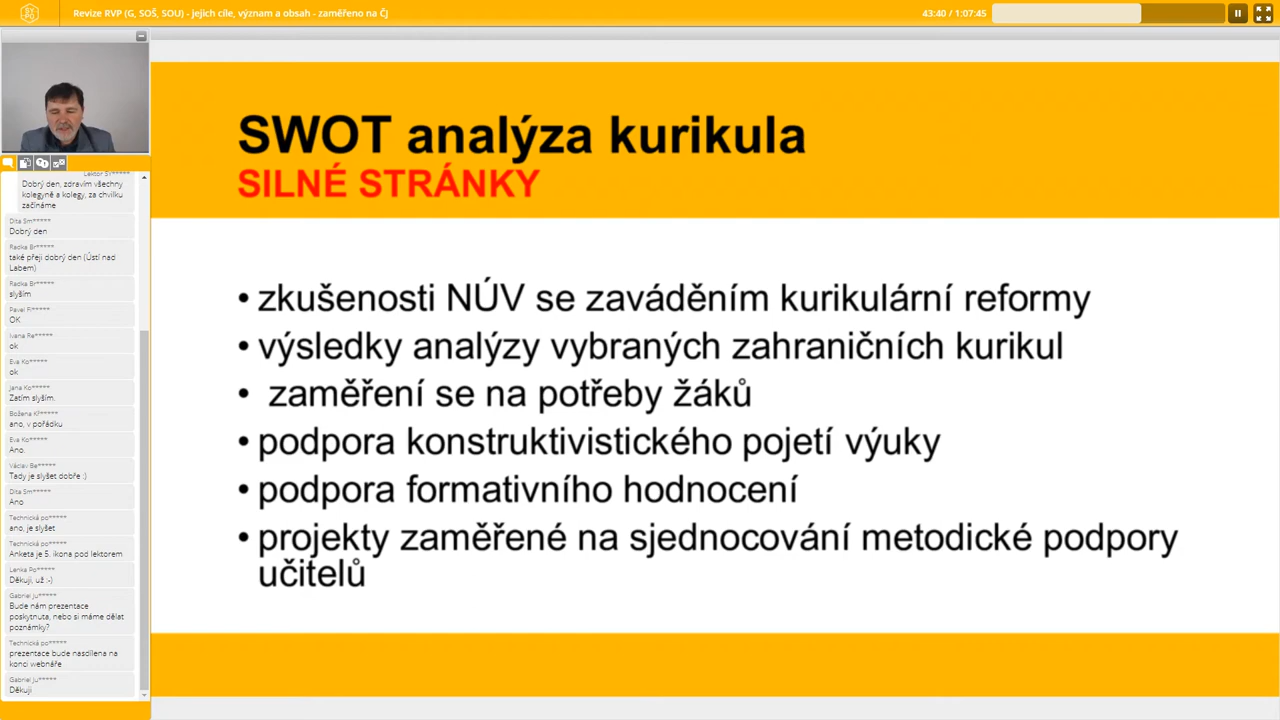 SYPO
Revize RVP (G, SOŠ, SOU) - jejich cíle, význam a obsah - zaměřeno na Čj
43:40 / 1:07:45
Lektor SY*****
Dobrý den, zdravím všechny
kolegyně a kolegy, za chvilku
začínáme
Dita Sm*****
Dobrý den
Radka Br*****
také přeji dobrý den (Ústí nad
Labem)
Radka Br*****
slyším
Pavel Fi*****
OK
Ivana Re*****
ok
Eva Ko*****
ok
Jana Ko*****
Zatím slyším.
Božena Kř*****
ano, v pořádku
Eva Ko*****
Ano.
Václav Be*****
Tady je slyšet dobře :)
Dita Sm*****
Ano
Technická po*****
ano, je slyšet
Technická po*****
Anketa je 5. ikona pod lektorem
Lenka Po*****
Děkuji, už :-)
Gabriel Ju*****
Bude nám prezentace
poskytnuta, nebo si máme dělat
poznámky?
Technická po*****
prezentace bude nasdílena na
konci webináře
Gabriel Ju*****
Děkuji
SWOT analýza kurikula
SILNÉ STRÁNKY
• zkušenosti NÚV se zaváděním kurikulární reformy
• výsledky analýzy vybraných zahraničních kurikul
• zaměření se na potřeby žáků
• podpora konstruktivistického pojetí výuky
• podpora formativního hodnocení
• projekty zaměřené na sjednocování metodické podpory
učitelů